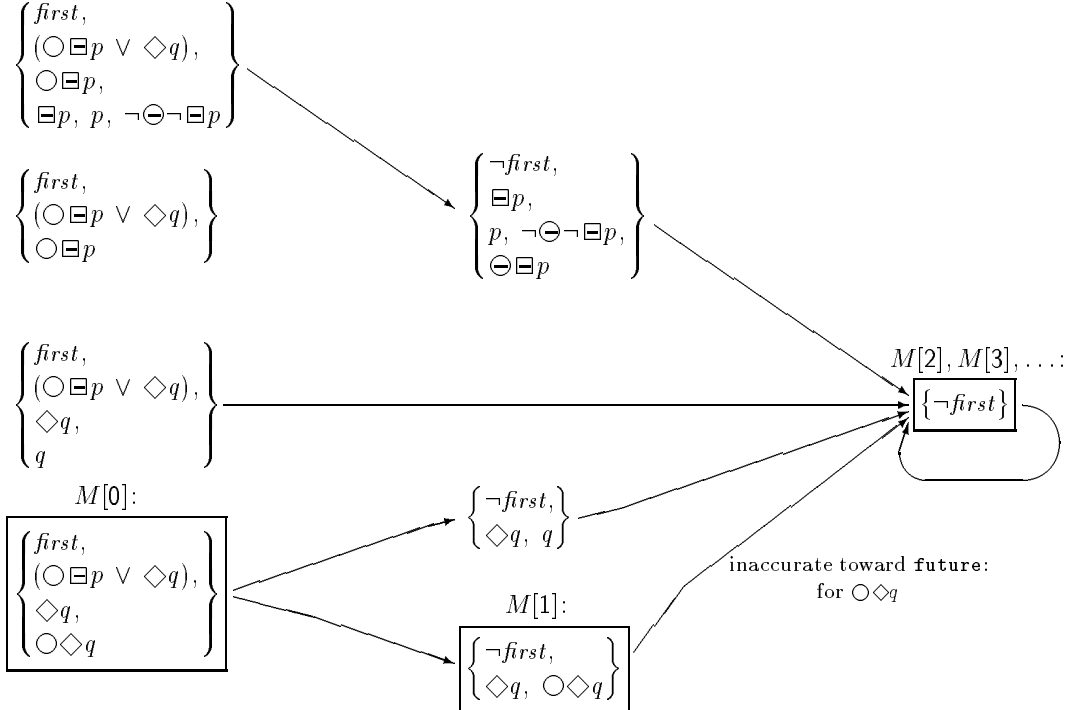 first,
(○⊟p ∨ ◇q),
○⊟p,
⊟p, p, ¬⊖¬⊟p
first,
(○⊟p ∨ ◇q),
○⊟p
¬first,
⊟p,
p, ¬⊖¬⊟p,
⊖⊟p
first,
(○⊟p ∨ ◇q),
◇q,
q
M[2], M[3], ...:
{¬first}
M[0]:
first,
(○⊟p ∨ ◇q),
◇q,
○◇q
¬first,
◇q, q
inaccurate toward future:
for ○◇q
M[1]:
¬first,
◇q, ○◇q